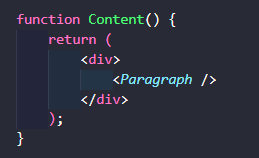 function Content() {
    return (
        <div>
            <Paragraph />
        </div>
    );
}